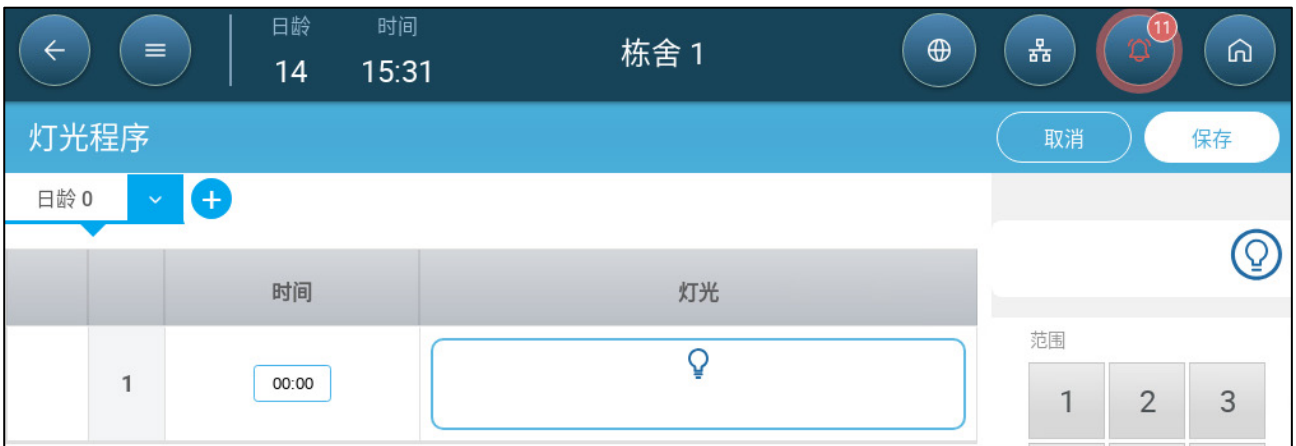 日龄 时间
14 15:31 栋舍 1 11
灯光程序 取消 保存
日龄 0
时间 灯光
范围
1 00:00
1 2 3